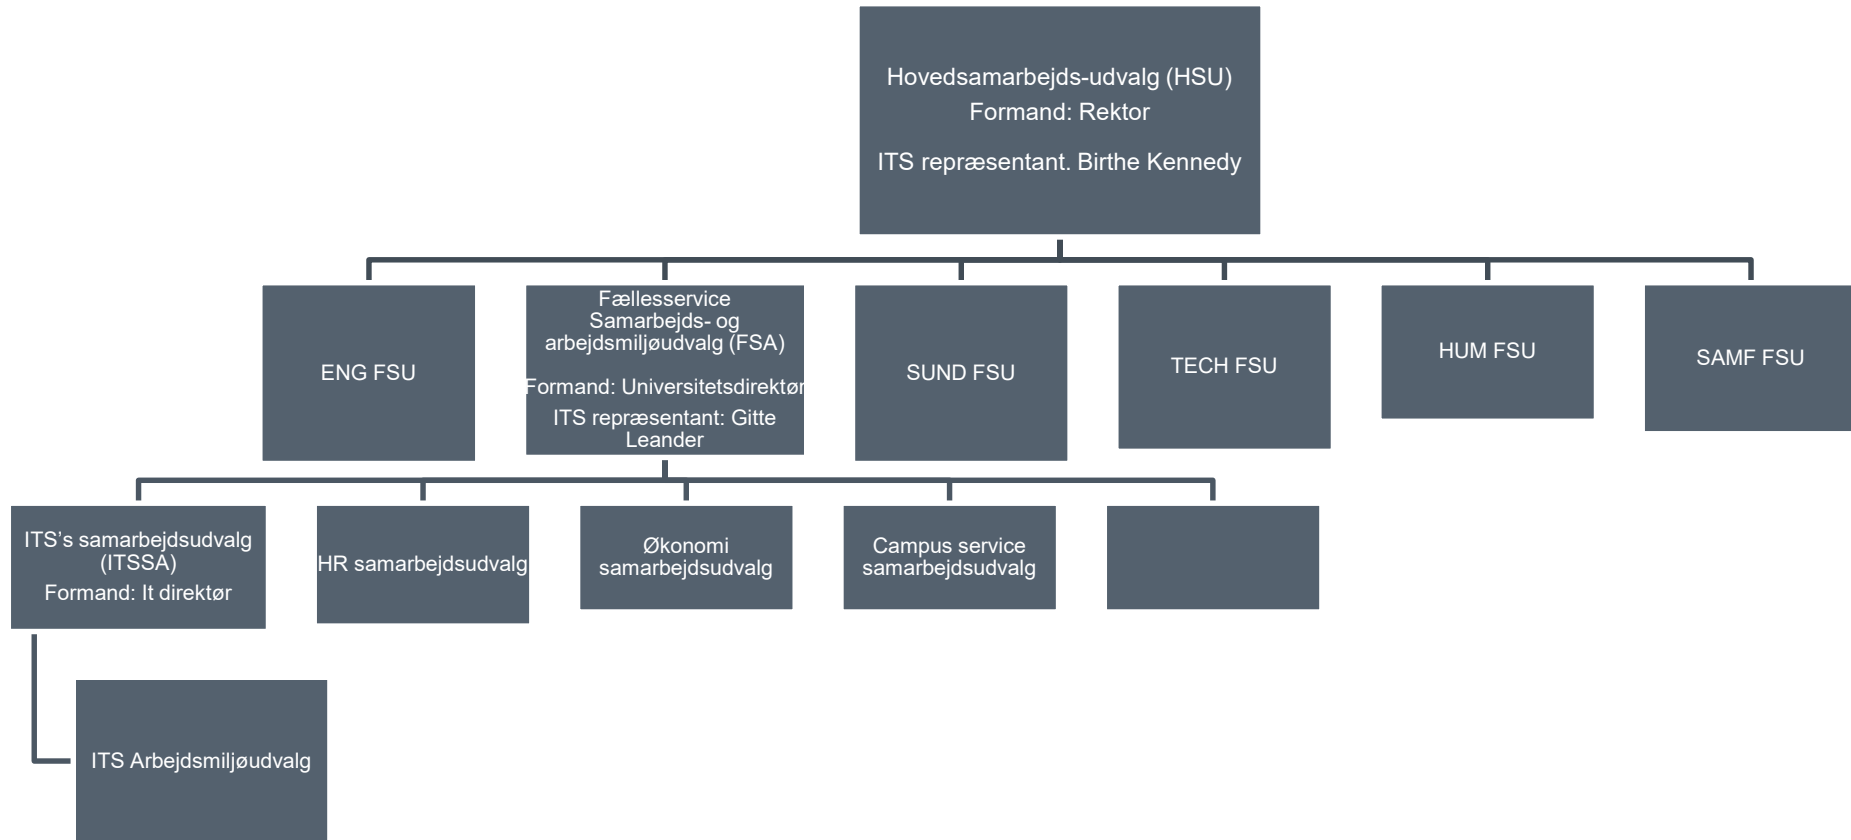 Hovedsamarbejds-udvalg (HSU)
Formand: Rektor
ITS repræsentant. Birthe Kennedy
ENG FSU
Fællesservice
Samarbejds- og
arbejdsmiljøudvalg (FSA)
Formand: Universitetsdirektør
ITS repræsentant: Gitte
Leander
SUND FSU
TECH FSU
HUM FSU
SAMF FSU
ITS’s samarbejdsudvalg
(ITSSA)
Formand: It direktør
HR samarbejdsudvalg
Økonomi
samarbejdsudvalg
Campus service
samarbejdsudvalg
ITS Arbejdsmiljøudvalg